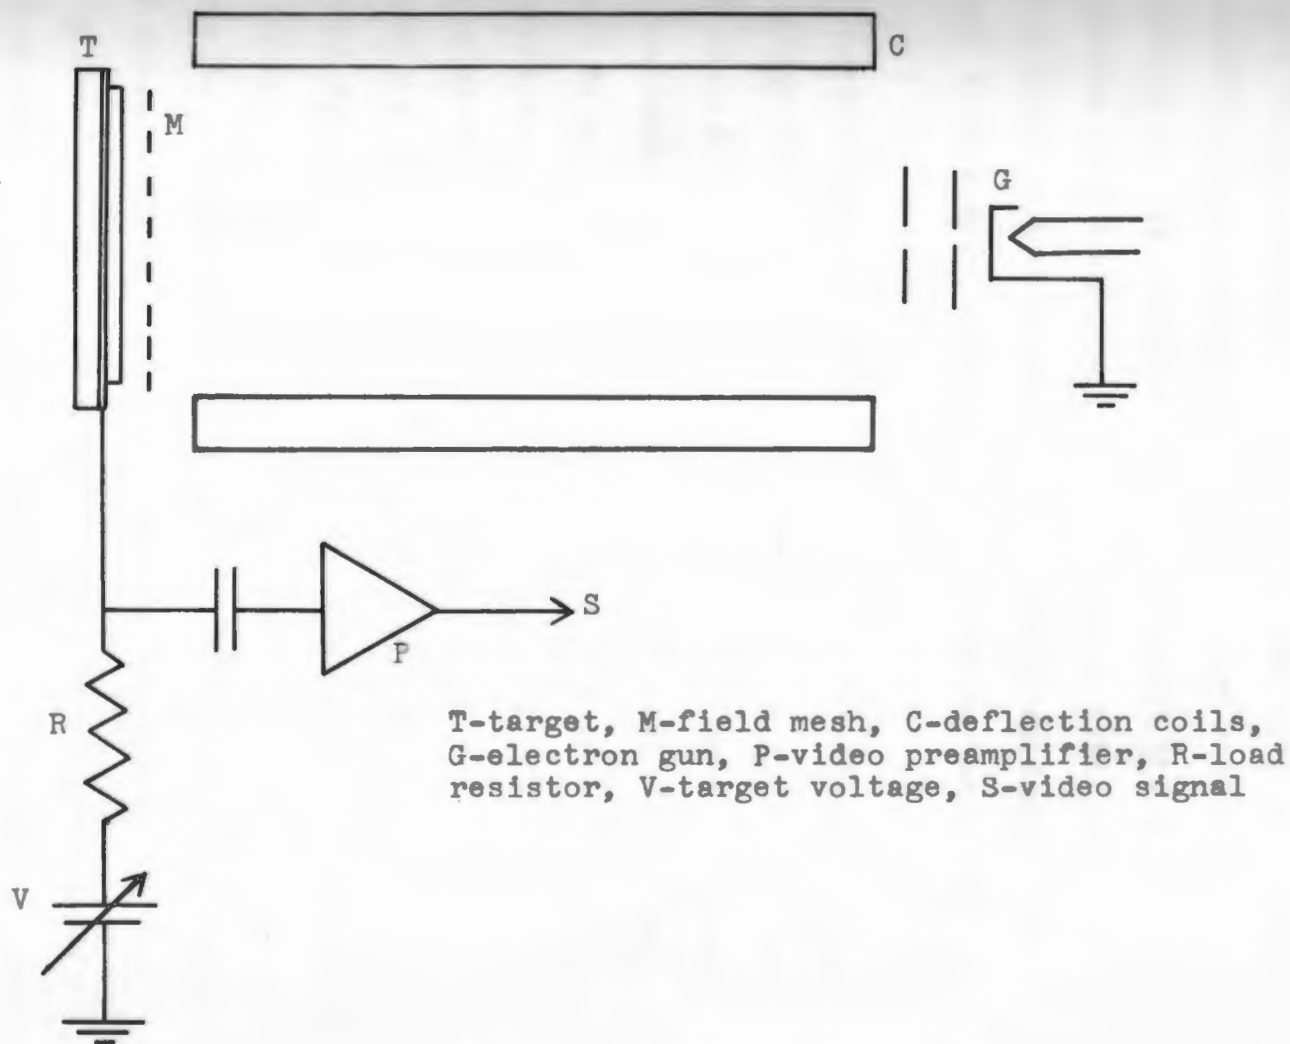 T
C
M
G
S
P
R
T-target, M-field mesh, C-deflection coils,
G-electron gun, P-video preamplifier, R-load
resistor, V-target voltage, S-video signal
V